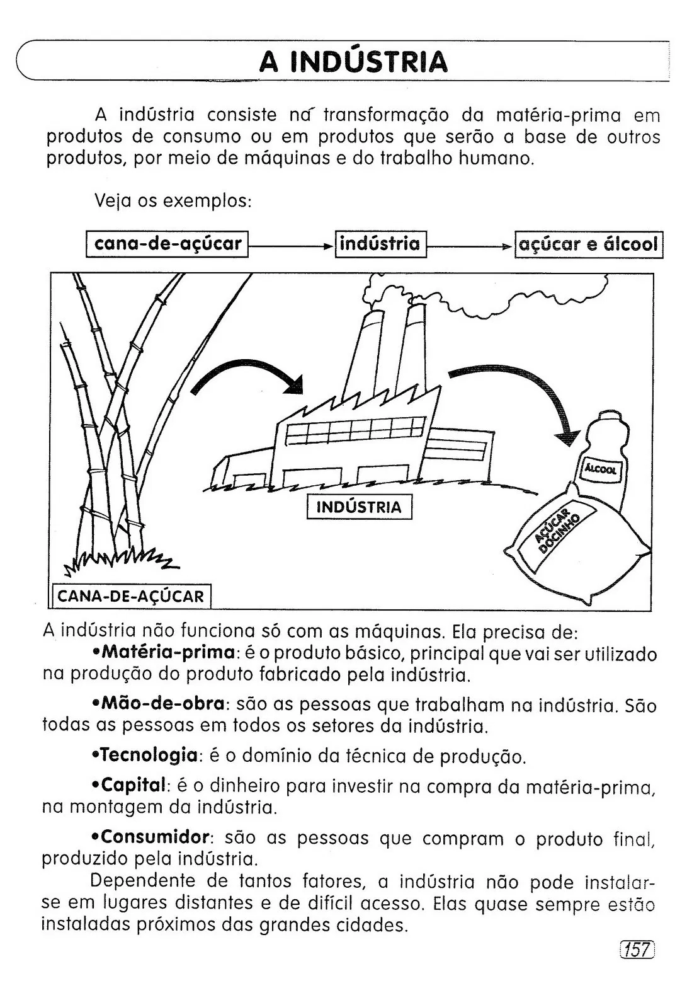 A INDÚSTRIA
A indústria consiste na transformação da matéria-prima em
produtos de consumo ou em produtos que serão a base de outros
produtos, por meio de máquinas e do trabalho humano.
Veja os exemplos:
cana-de-açúcar indústria açúcar e álcool
ÁLCOOL
INDÚSTRIA
AÇÚCAR
DOCINHO
CANA-DE-AÇÚCAR
A indústria não funciona só com as máquinas. Ela precisa de:
•Matéria-prima: é o produto básico, principal que vai ser utilizado
na produção do produto fabricado pela indústria.
•Mão-de-obra: são as pessoas que trabalham na indústria. São
todas as pessoas em todos os setores da indústria.
•Tecnologia: é o domínio da técnica de produção.
•Capital: é o dinheiro para investir na compra da matéria-prima,
na montagem da indústria.
•Consumidor: são as pessoas que compram o produto final,
produzido pela indústria.
Dependente de tantos fatores, a indústria não pode instalar-
se em lugares distantes e de difícil acesso. Elas quase sempre estão
instaladas próximos das grandes cidades.
157